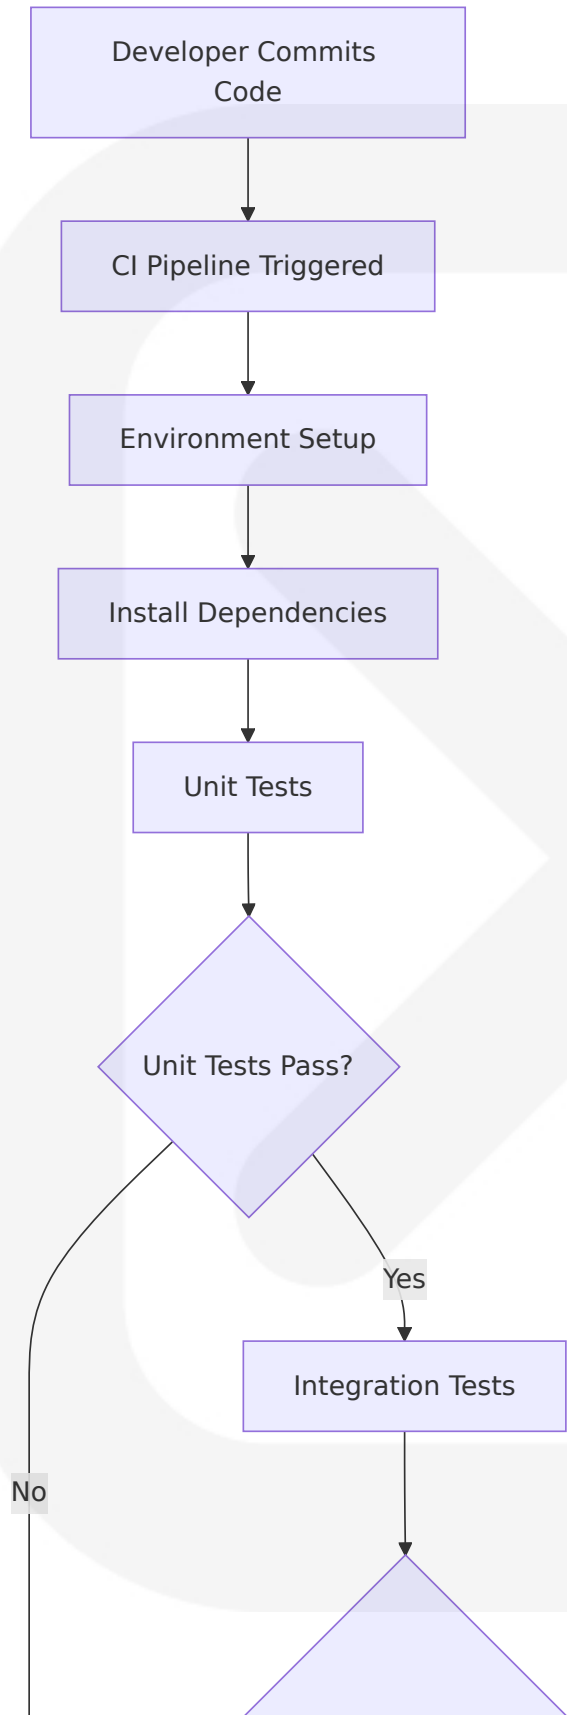 Developer Commits
Code
CI Pipeline Triggered
Environment Setup
Install Dependencies
Unit Tests
Unit Tests Pass?
Yes
Integration Tests
No